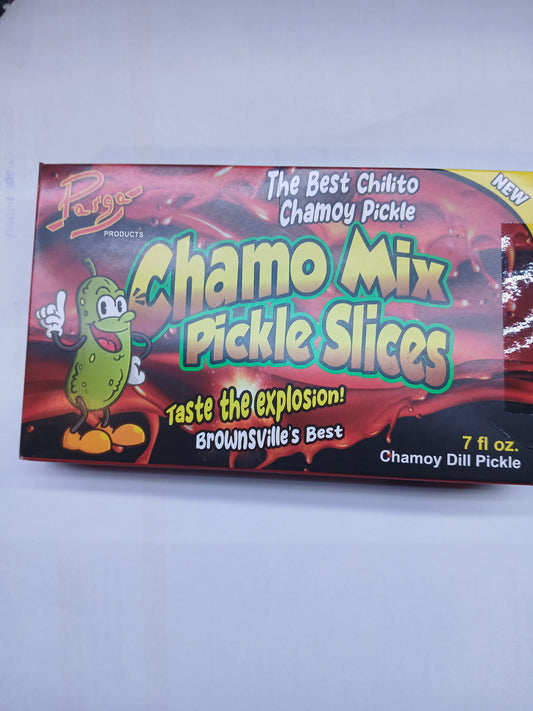 Parga
PRODUCTS
The Best Chilito
Chamoy Pickle
NEW
Chamo Mix
Pickle Slices
Taste the explosion!
Brownsville's Best
7 fl oz.
Chamoy Dill Pickle